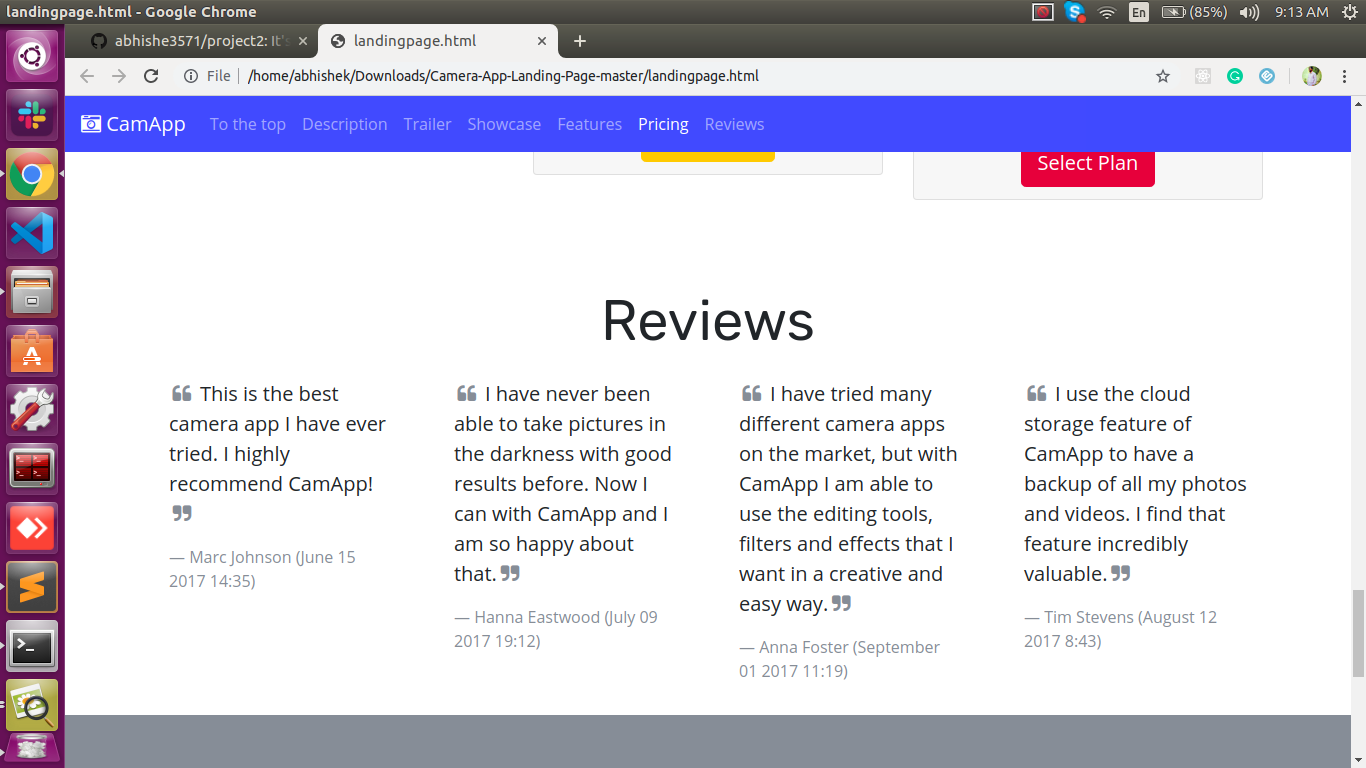 landingpage.html - Google Chrome
En
(85%)
9:13 AM
abhishe3571/project2: It's
landingpage.html
File
/home/abhishek/Downloads/Camera-App-Landing-Page-master/landingpage.html
CamApp
To the top
Description
Trailer
Showcase
Features
Pricing
Reviews
Select Plan
Reviews
❝ This is the best
camera app I have ever
tried. I highly
recommend CamApp!
❞
— Marc Johnson (June 15
2017 14:35)
❝ I have never been
able to take pictures in
the darkness with good
results before. Now I
can with CamApp and I
am so happy about
that. ❞
— Hanna Eastwood (July 09
2017 19:12)
❝ I have tried many
different camera apps
on the market, but with
CamApp I am able to
use the editing tools,
filters and effects that I
want in a creative and
easy way. ❞
— Anna Foster (September
01 2017 11:19)
❝ I use the cloud
storage feature of
CamApp to have a
backup of all my photos
and videos. I find that
feature incredibly
valuable. ❞
— Tim Stevens (August 12
2017 8:43)